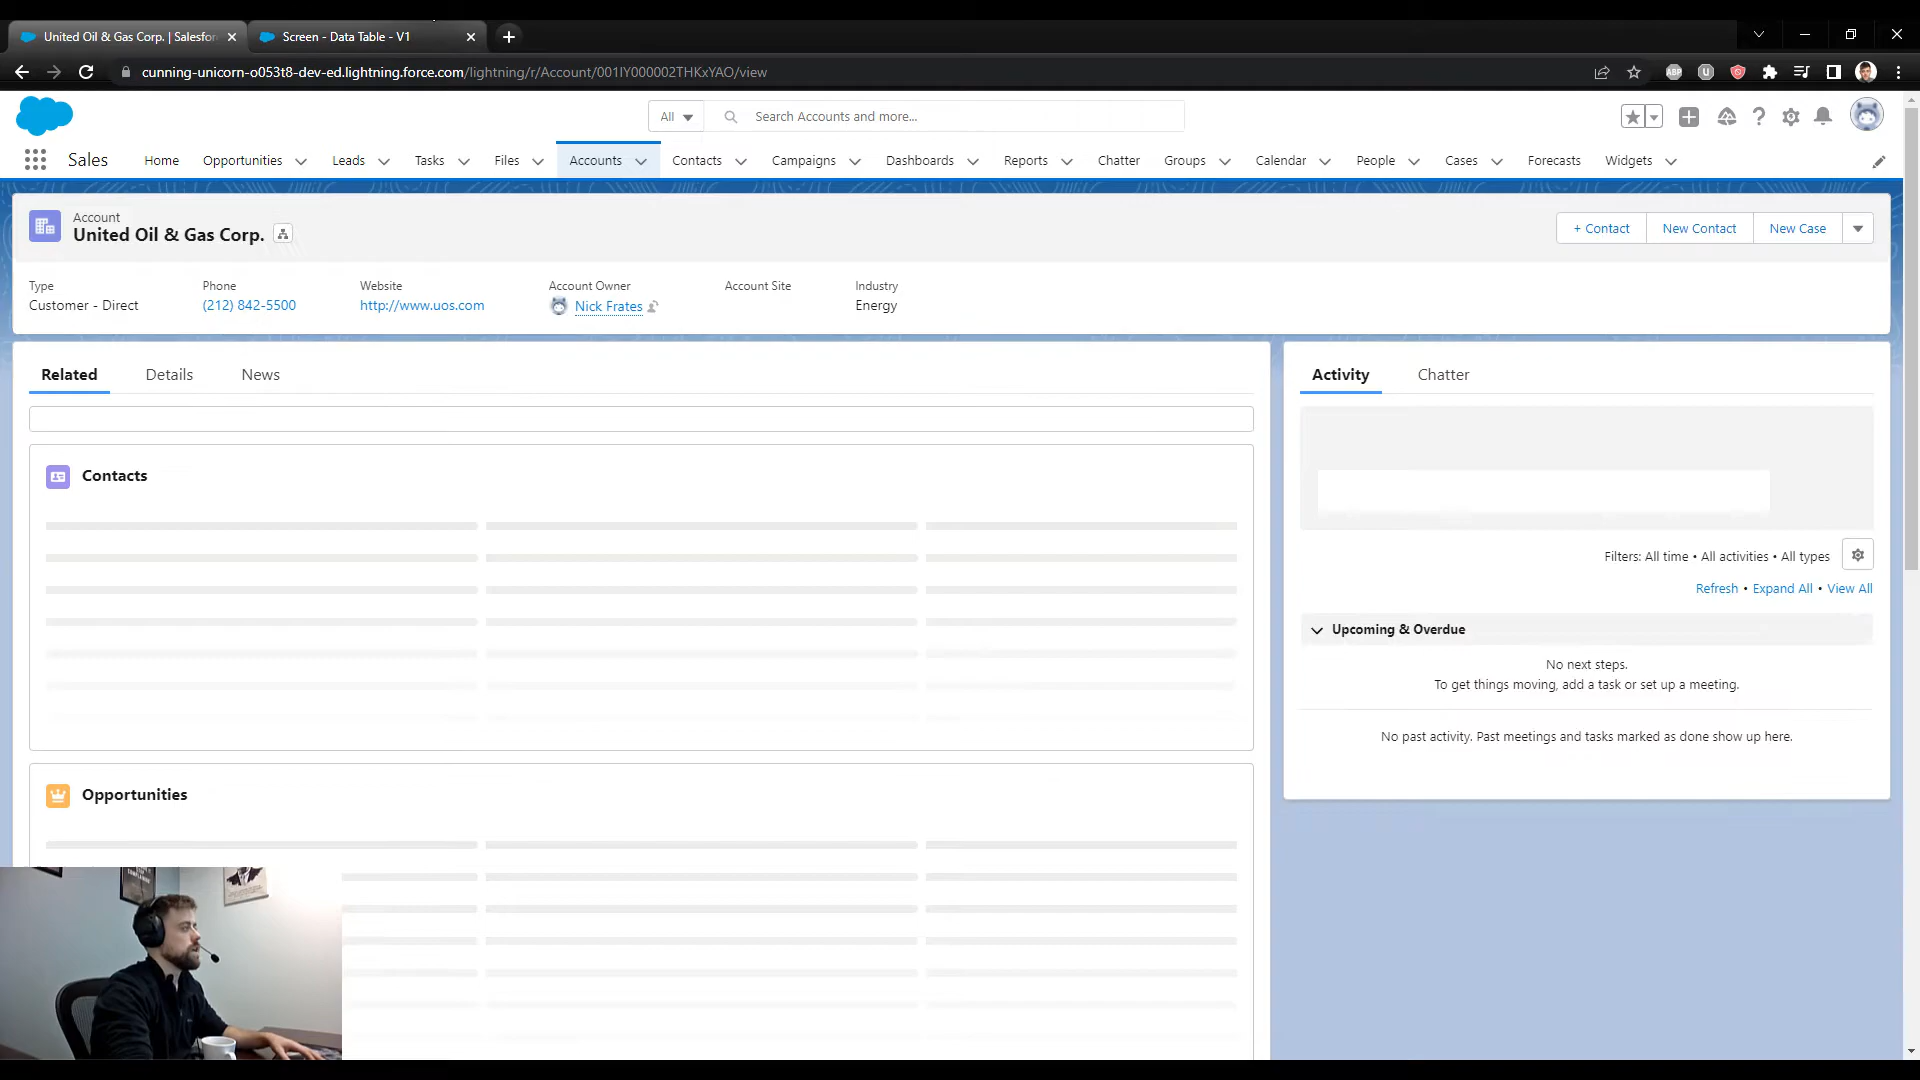 United Oil & Gas Corp. | Salesfor
Screen - Data Table - V1
cunning-unicorn-o053t8-dev-ed.lightning.force.com/lightning/r/Account/001IY000002THKxYAO/view
ABP
All
Search Accounts and more...
Sales
Home
Opportunities
Leads
Tasks
Files
Accounts
Contacts
Campaigns
Dashboards
Reports
Chatter
Groups
Calendar
People
Cases
Forecasts
Widgets
Account
United Oil & Gas Corp.
+ Contact
New Contact
New Case
Type
Customer - Direct
Phone
(212) 842-5500
Website
http://www.uos.com
Account Owner
Nick Frates
Account Site
Industry
Energy
Related
Details
News
Contacts
Opportunities
Activity
Chatter
Filters: All time • All activities • All types
Refresh • Expand All • View All
Upcoming & Overdue
No next steps.
To get things moving, add a task or set up a meeting.
No past activity. Past meetings and tasks marked as done show up here.